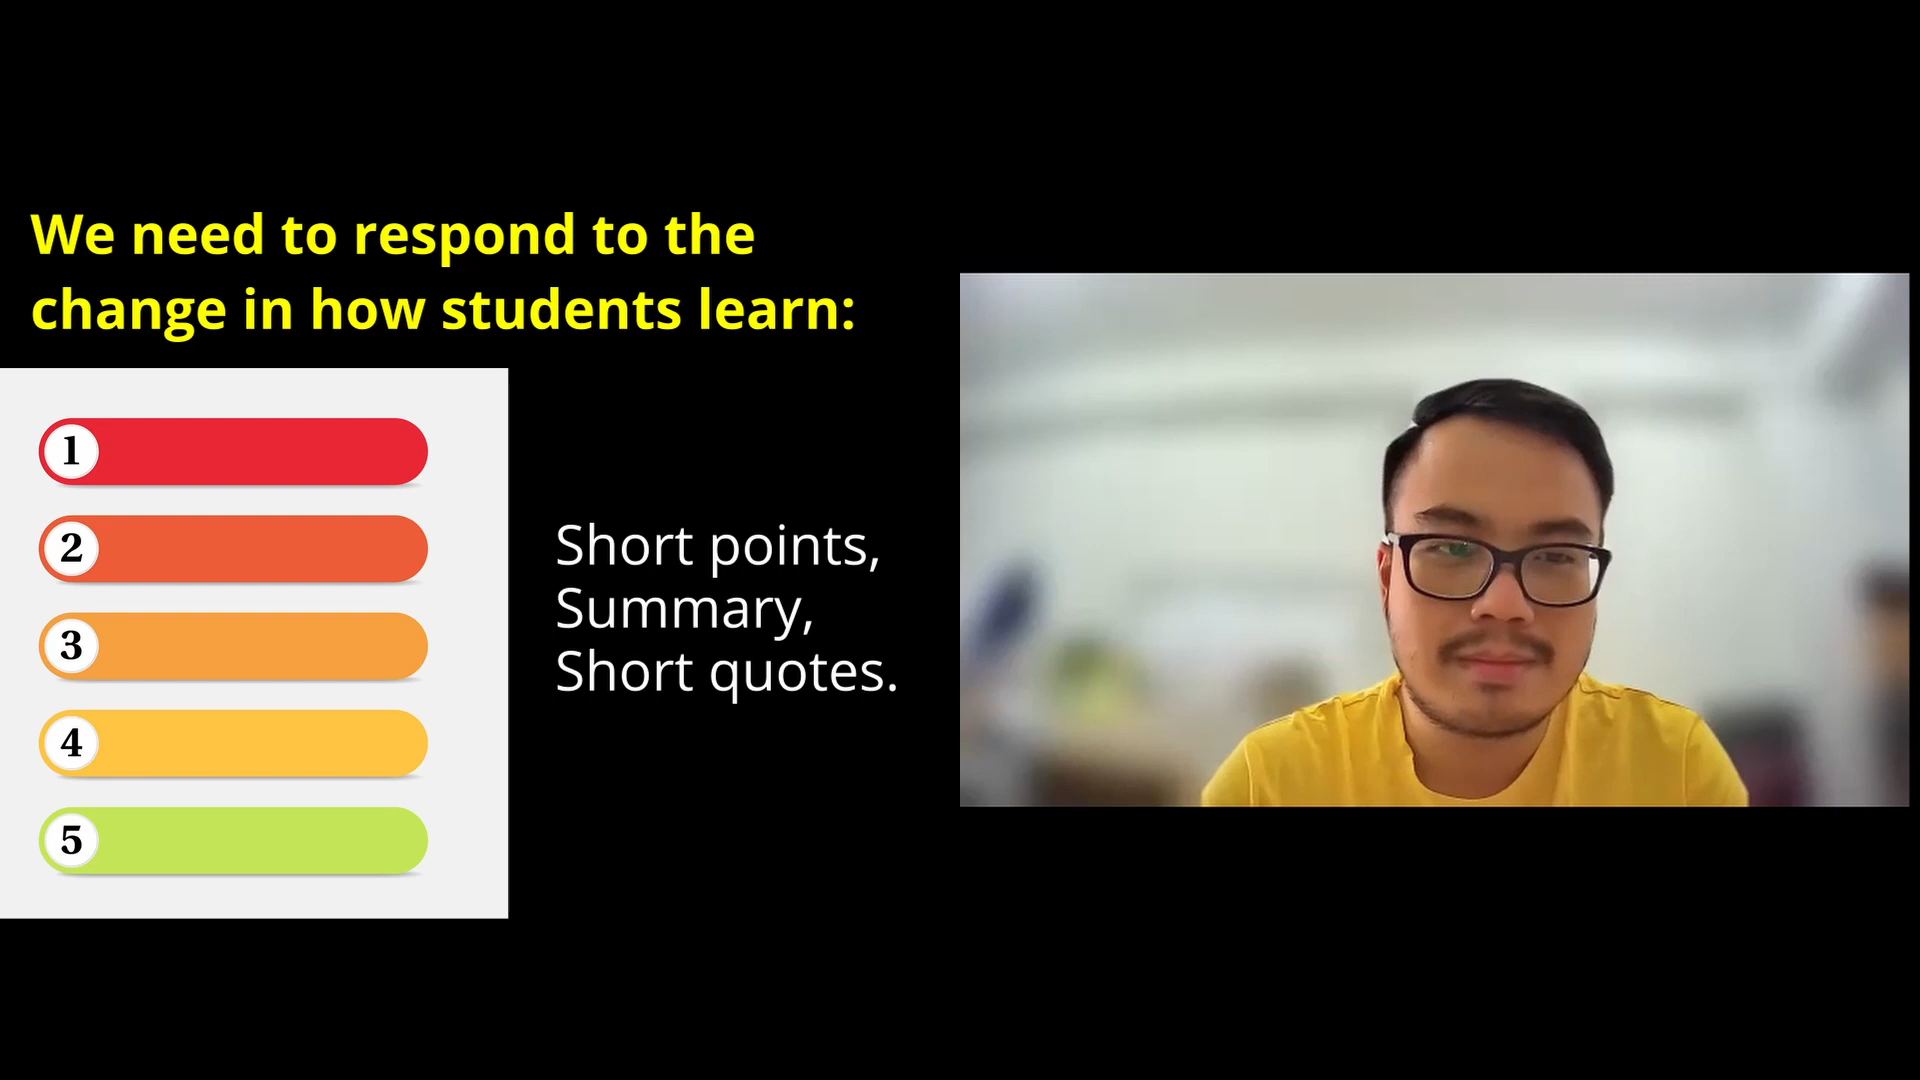 We need to respond to the
change in how students learn:
1
2
3
4
5
Short points,
Summary,
Short quotes.